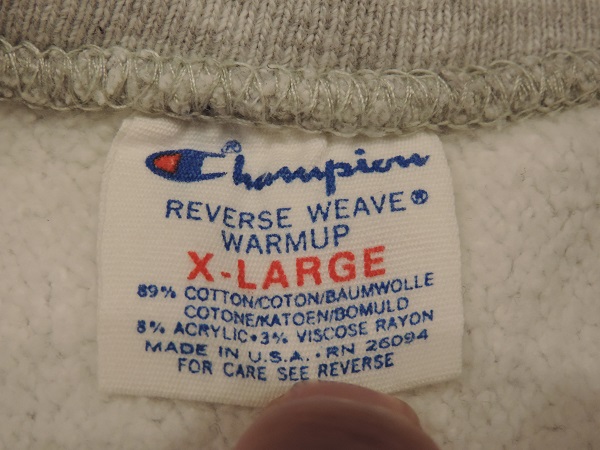 Champion®
REVERSE WEAVE®
WARMUP
X-LARGE
89% COTTON/COTON/BAUMWOLLE
COTONE/KATOEN/BOMULD
8% ACRYLIC•3% VISCOSE RAYON
MADE IN U.S.A. • RN 26094
FOR CARE SEE REVERSE